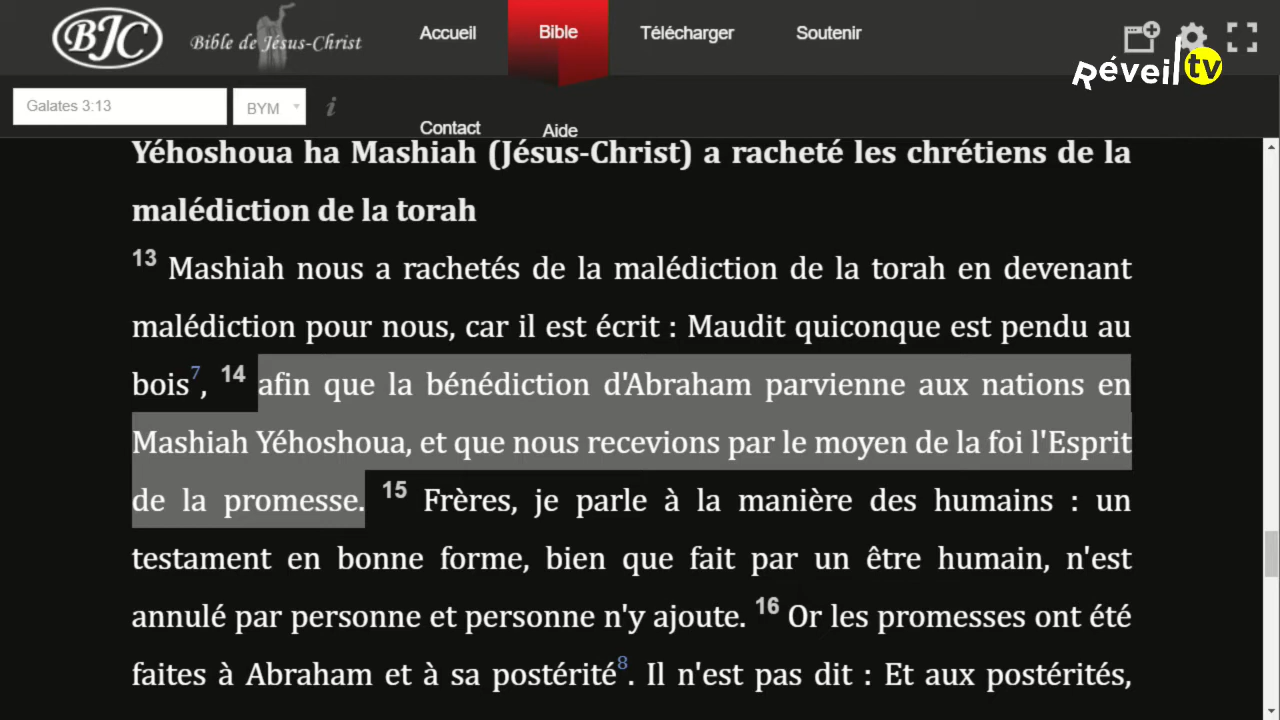 BJC
Bible de Jésus-Christ
Accueil
Bible
Télécharger
Soutenir
Réveil tv
Galates 3:13
BYM
i
Contact
Aide
Yéhoshoua ha Mashiah (Jésus-Christ) a racheté les chrétiens de la
malédiction de la torah
13 Mashiah nous a rachetés de la malédiction de la torah en devenant
malédiction pour nous, car il est écrit : Maudit quiconque est pendu au
bois7, 14 afin que la bénédiction d'Abraham parvienne aux nations en
Mashiah Yéhoshoua, et que nous recevions par le moyen de la foi l'Esprit
de la promesse. 15 Frères, je parle à la manière des humains : un
testament en bonne forme, bien que fait par un être humain, n'est
annulé par personne et personne n'y ajoute. 16 Or les promesses ont été
faites à Abraham et à sa postérité8. Il n'est pas dit : Et aux postérités,